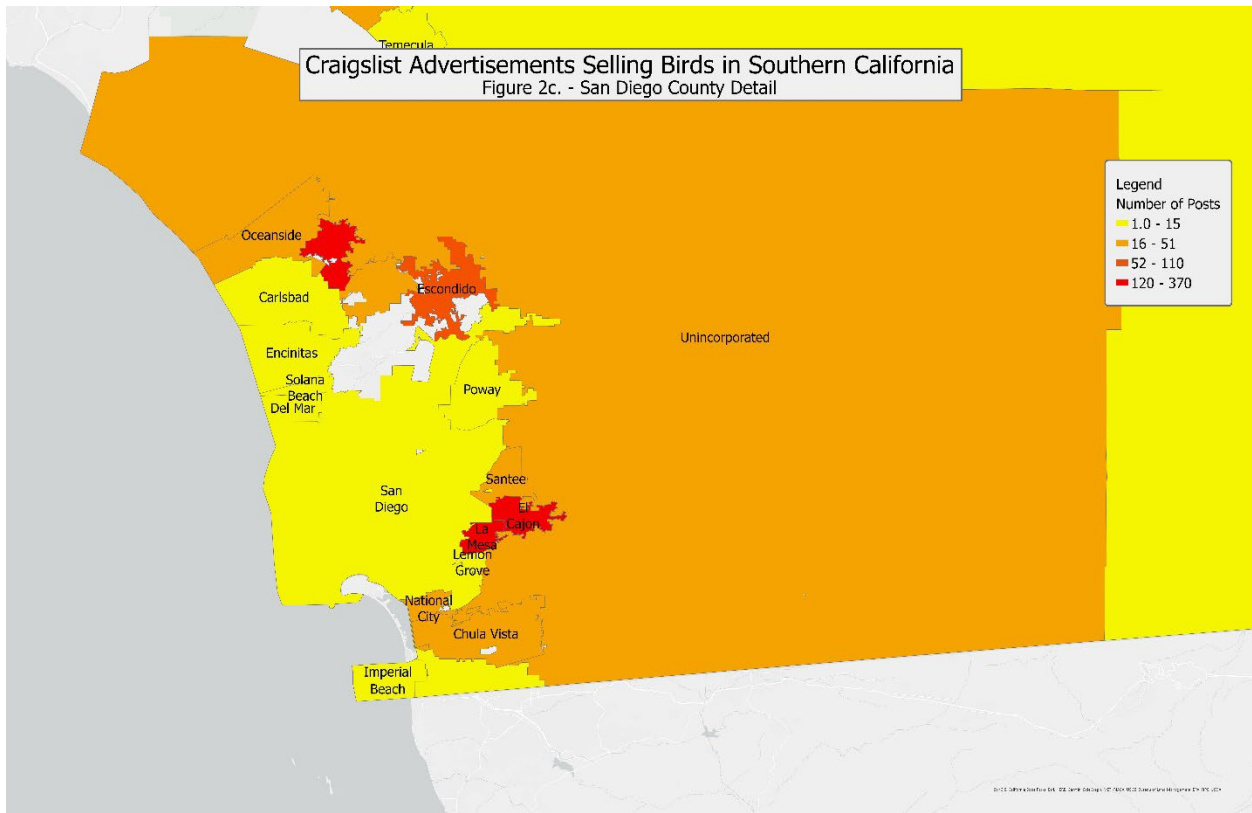 Temecula
Craigslist Advertisements Selling Birds in Southern California
Figure 2c. - San Diego County Detail
Legend
Number of Posts
1.0 - 15
16 - 51
52 - 110
120 - 370
Oceanside
Carlsbad
Escondido
Encinitas
Solana
Beach
Del Mar
Poway
Unincorporated
San
Diego
Santee
El
Cajon
La
Mesa
Lemon
Grove
National
City
Chula Vista
Imperial
Beach